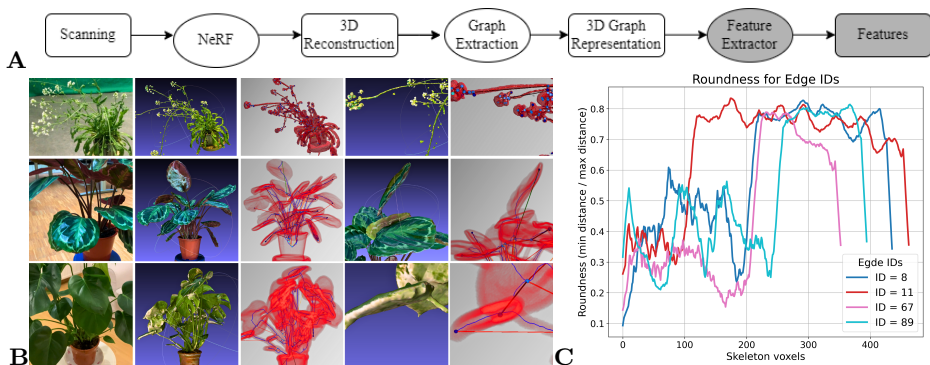 Scanning
NeRF
3D
Reconstruction
Graph
Extraction
3D Graph
Representation
Feature
Extractor
Features
A
B
C
Roundness for Edge IDs
Roundness (min distance / max distance)
0.8
0.7
0.6
0.5
0.4
0.3
0.2
0.1
0
100
200
300
400
Skeleton voxels
Egde IDs
ID = 8
ID = 11
ID = 67
ID = 89